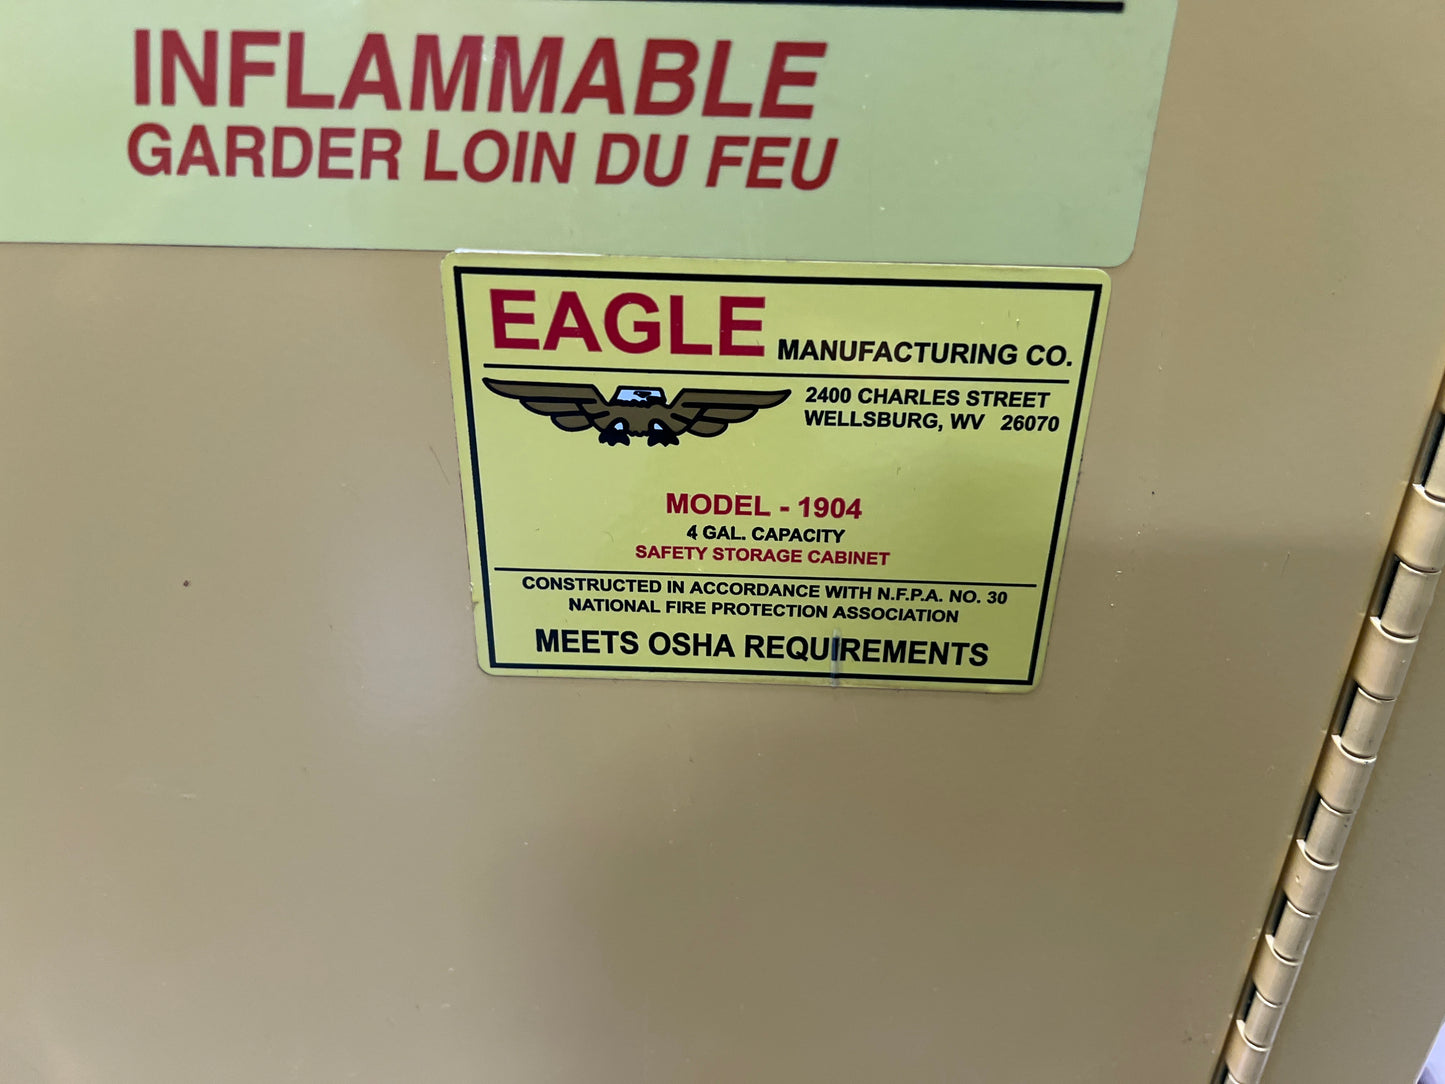 INFLAMMABLE
GARDER LOIN DU FEU
EAGLE MANUFACTURING CO.
2400 CHARLES STREET
WELLSBURG, WV 26070
MODEL - 1904
4 GAL. CAPACITY
SAFETY STORAGE CABINET
CONSTRUCTED IN ACCORDANCE WITH N.F.P.A. NO. 30
NATIONAL FIRE PROTECTION ASSOCIATION
MEETS OSHA REQUIREMENTS